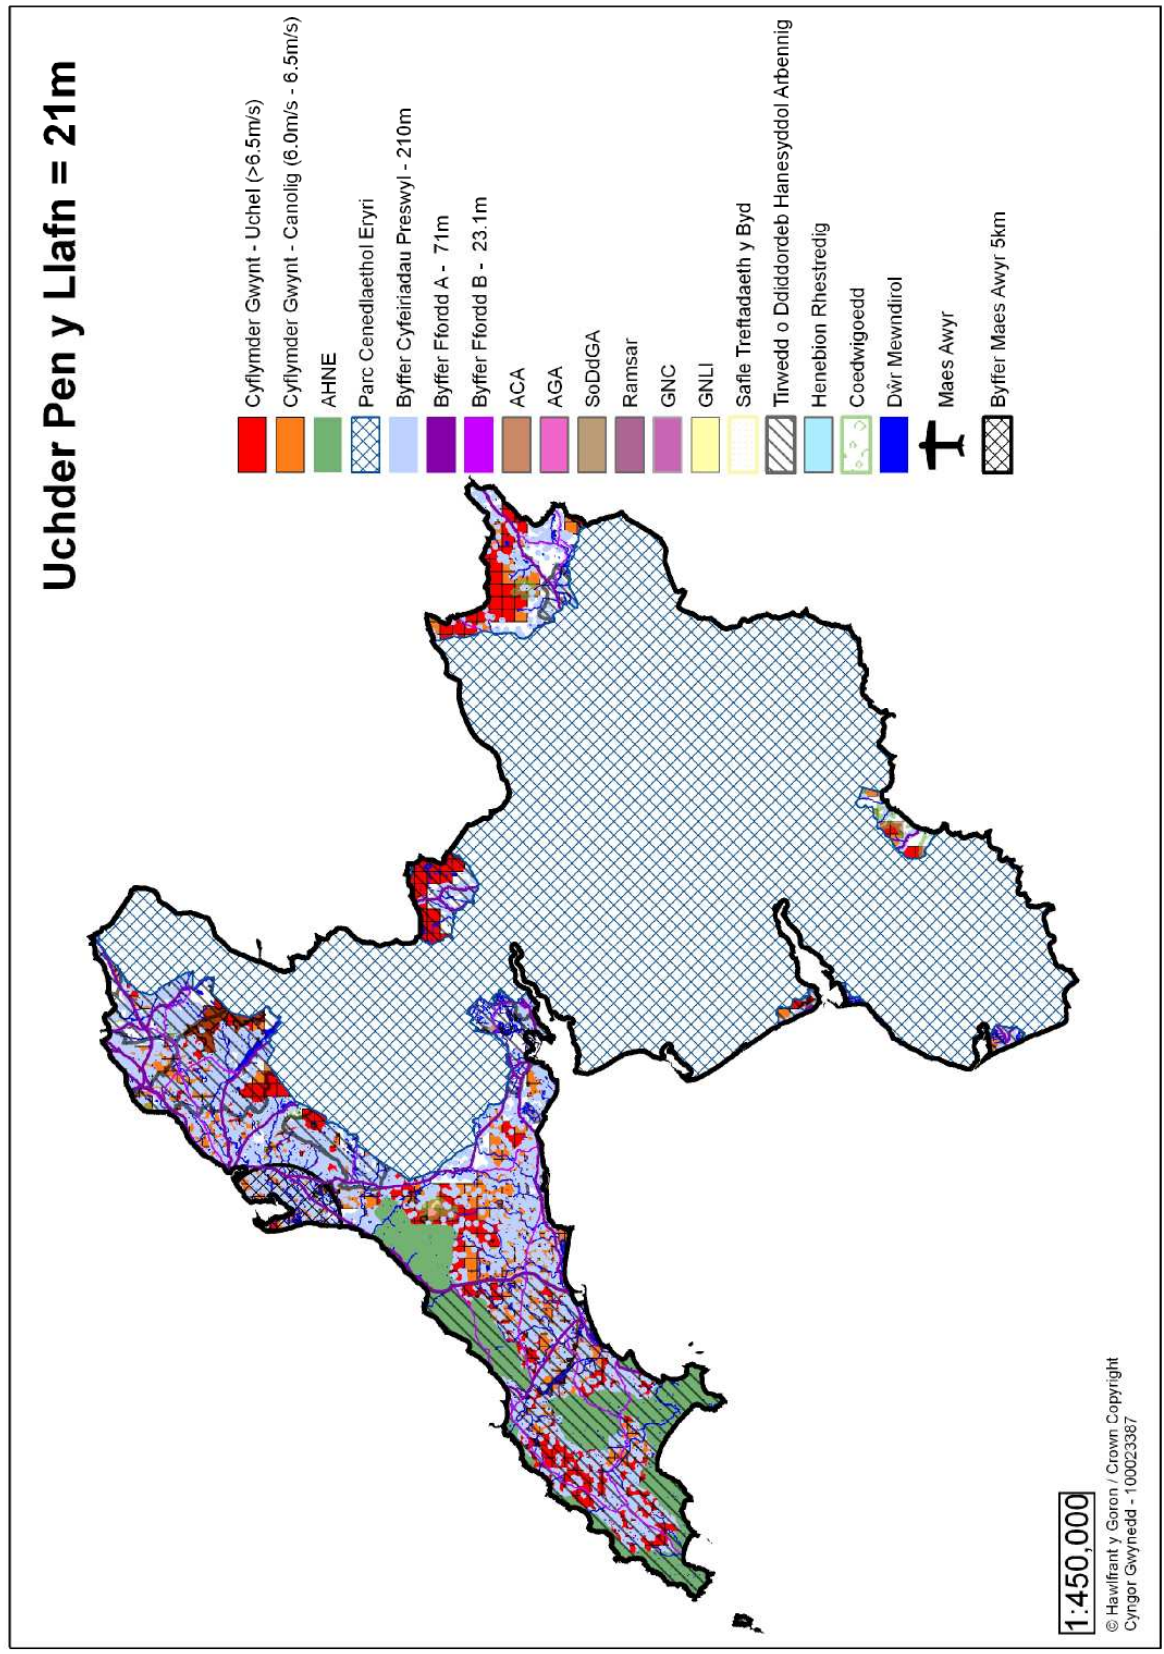 Uchder Pen y Llafn = 21m
Cyflymder Gwynt - Uchel (>6.5m/s)
Cyflymder Gwynt - Canolig (6.0m/s - 6.5m/s)
AHNE
Parc Cenedlaethol Eryri
Byffer Cyfeiriadau Preswyl - 210m
Byffer Ffordd A - 71m
Byffer Ffordd B - 23.1m
ACA
AGA
SoDdGA
Ramsar
GNC
GNLI
Safle Treftadaeth y Byd
Tirwedd o Ddiddordeb Hanesyddol Arbennig
Henebion Rhestredig
Coedwigoedd
Dŵr Mewndirol
Maes Awyr
Byffer Maes Awyr 5km
1:450,000
© Hawlfraint y Goron / Crown Copyright
Cyngor Gwynedd - 100023387